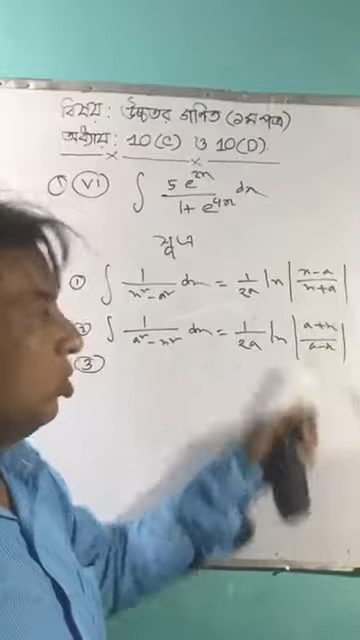 বিষয়: উচ্চতর গণিত (১ম পত্র)
অধ্যায়: 10(C) ও 10(D)
① (VI) ∫ 5e^2x / 1+e^4x dx
সূত্র
① ∫ 1/(x²-a²) dx = 1/2a ln |x-a / x+a|
② ∫ 1/(a²-x²) dx = 1/2a ln |a+x / a-x|
③